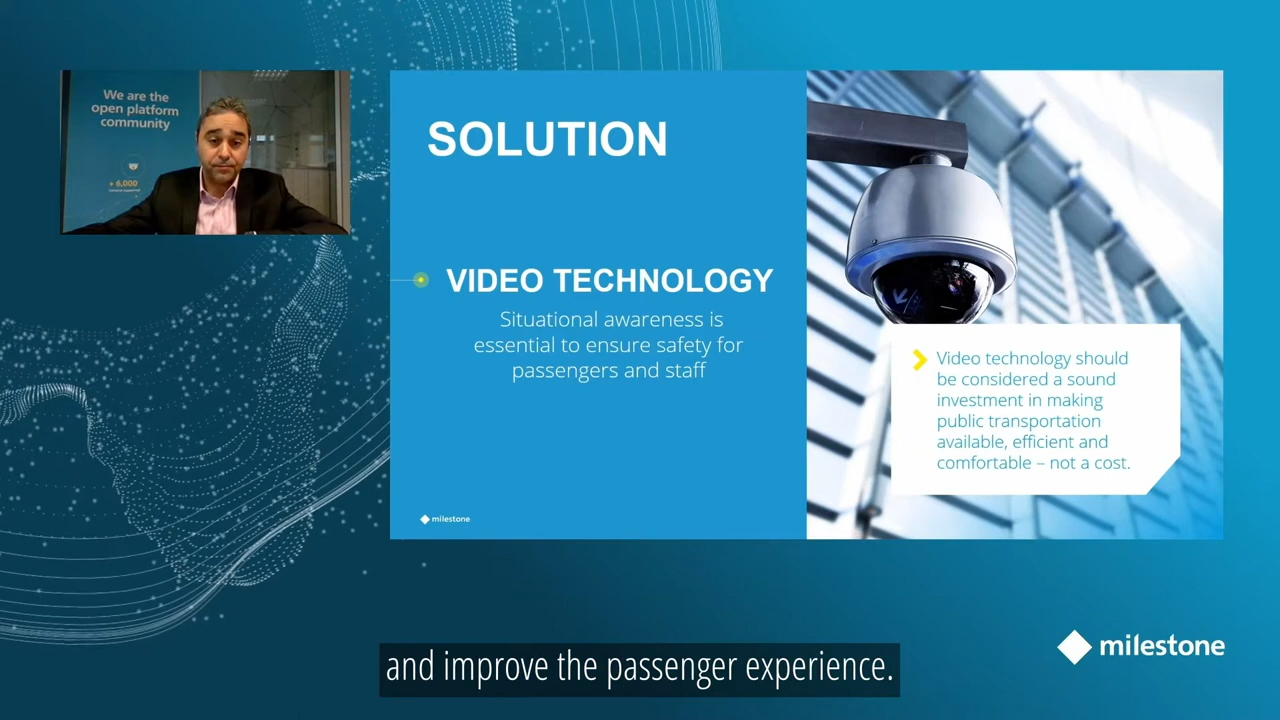 We are the
open platform
community
+ 6,000
SOLUTION
VIDEO TECHNOLOGY
Situational awareness is
essential to ensure safety for
passengers and staff
Video technology should
be considered a sound
investment in making
public transportation
available, efficient and
comfortable – not a cost.
milestone
milestone
and improve the passenger experience.